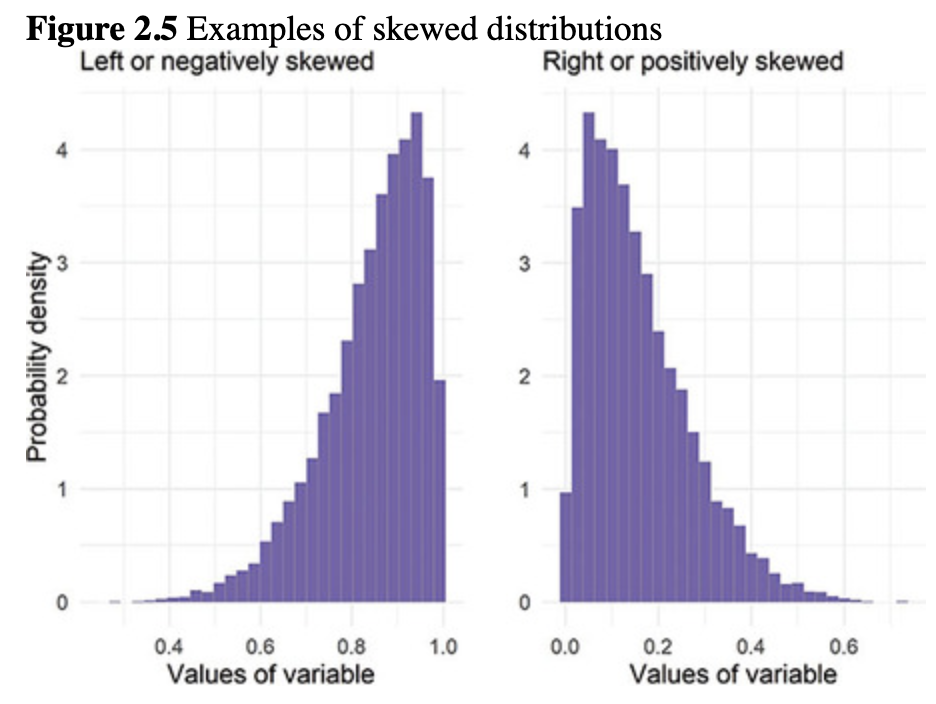 Figure 2.5 Examples of skewed distributions
Left or negatively skewed
Probability density
4
3
2
1
0
0.4 0.6 0.8 1.0
Values of variable
Right or positively skewed
4
3
2
1
0
0.0 0.2 0.4 0.6
Values of variable